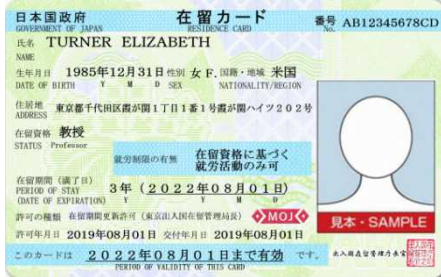 日本国政府 在留カード 番号 AB12345678CD
GOVERNMENT OF JAPAN RESIDENCE CARD No.
氏名 TURNER ELIZABETH
NAME
生年月日 1985年12月31日 性別 女 F. 国籍・地域 米国
DATE OF BIRTH Y M D SEX NATIONALITY/REGION
住居地 東京都千代田区霞が関1丁目1番1号霞が関ハイツ202号
ADDRESS
在留資格 教授
STATUS Professor
就労制限の有無 在留資格に基づく
就労活動のみ可
在留期間(満了日) 3年(2022年08月01日)
PERIOD OF STAY
(DATE OF EXPIRATION) Y M D
許可の種類 在留期間更新許可(東京出入国在留管理局長) MOJ
見本・SAMPLE
許可年月日 2019年08月01日 交付年月日 2019年08月01日
このカードは 2022年08月01日まで有効 です。
PERIOD OF VALIDITY OF THIS CARD
出入国在留管理庁長官